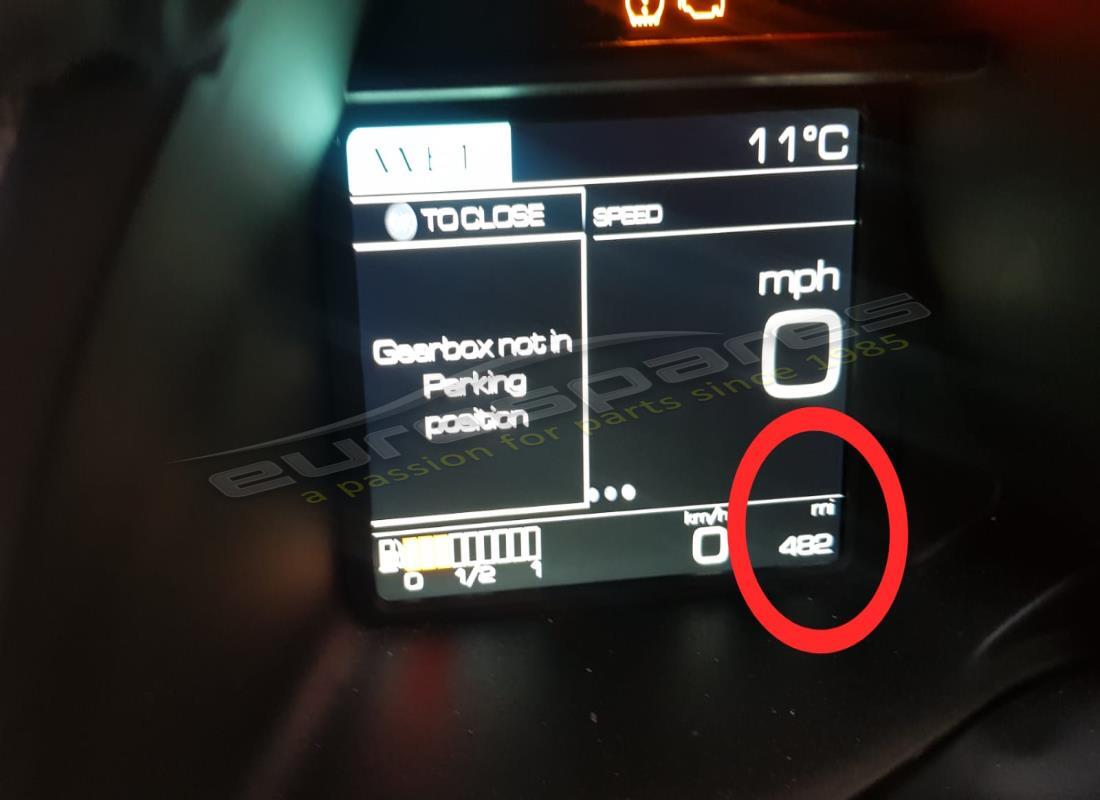 WET
11°C
TO CLOSE
SPEED
mph
0
Gearbox not in
Parking
position
eurospares
a passion for parts since 1985
mi
km/h
0
482
0 1/2 1